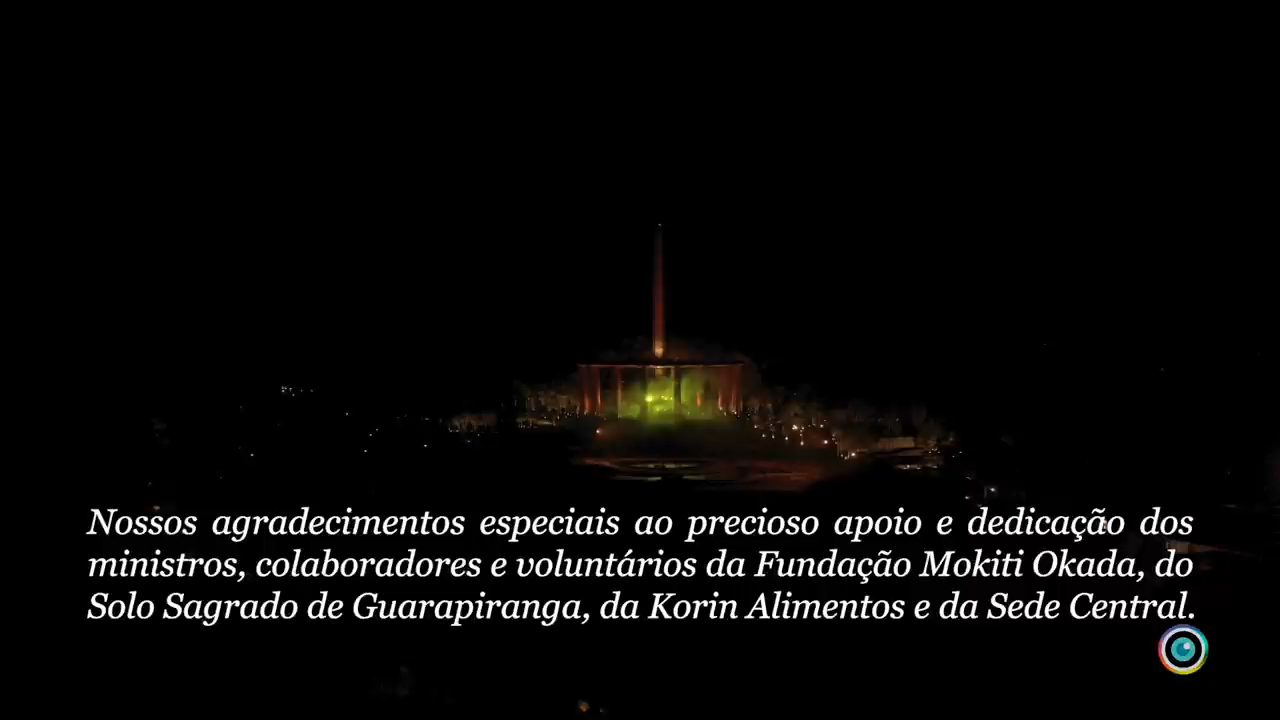 Nossos agradecimentos especiais ao precioso apoio e dedicação dos
ministros, colaboradores e voluntários da Fundação Mokiti Okada, do
Solo Sagrado de Guarapiranga, da Korin Alimentos e da Sede Central.